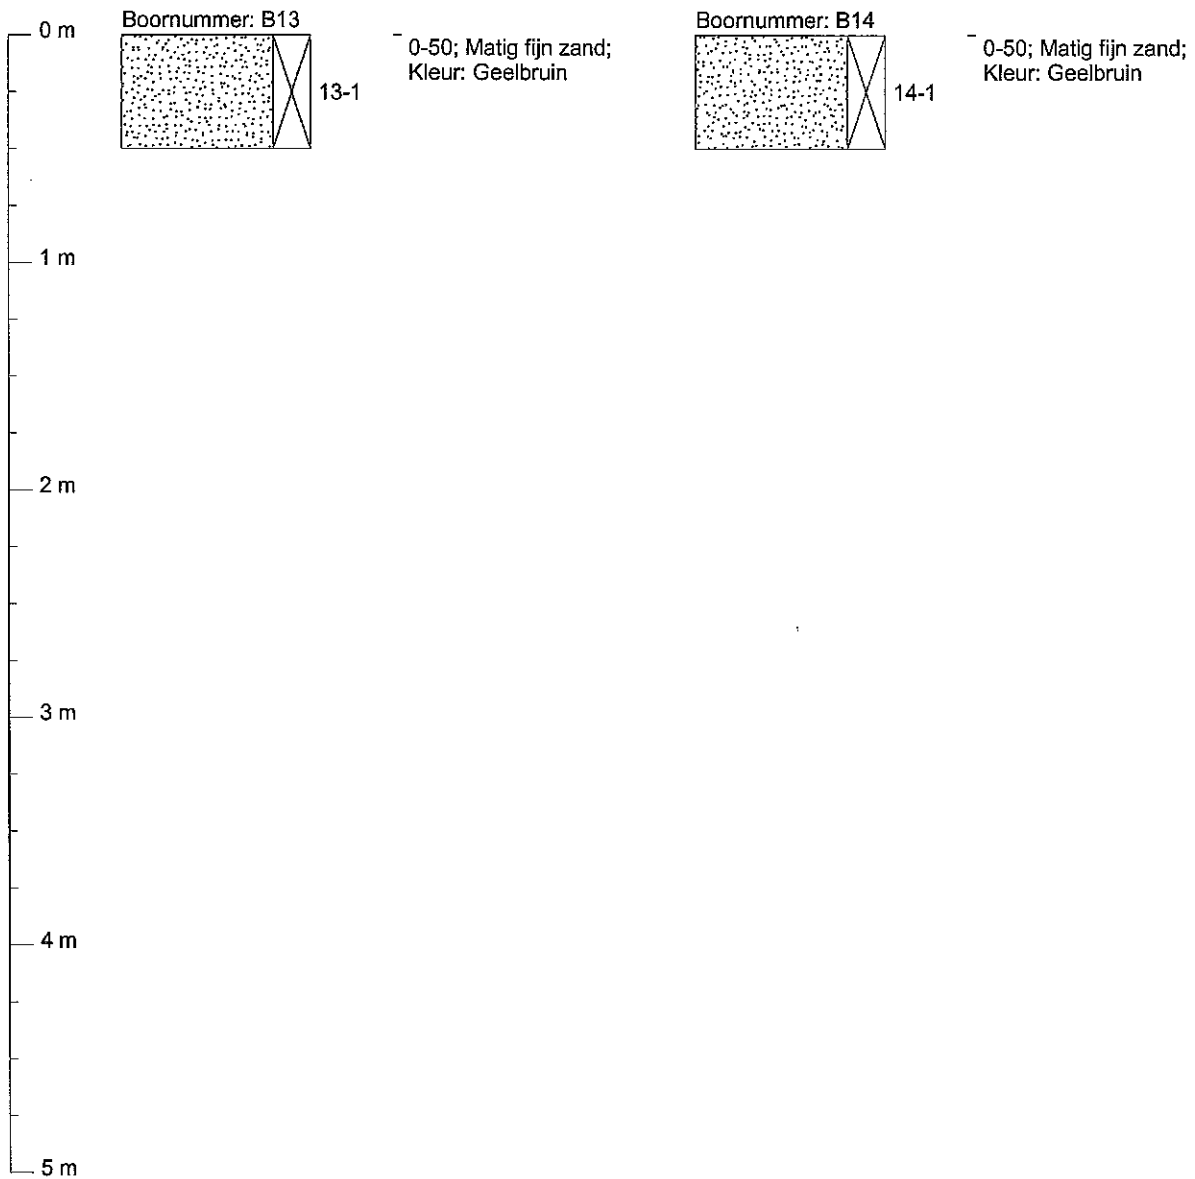 0 m
Boornummer: B13
13-1
0-50; Matig fijn zand;
Kleur: Geelbruin
Boornummer: B14
14-1
0-50; Matig fijn zand;
Kleur: Geelbruin
1 m
2 m
3 m
4 m
5 m